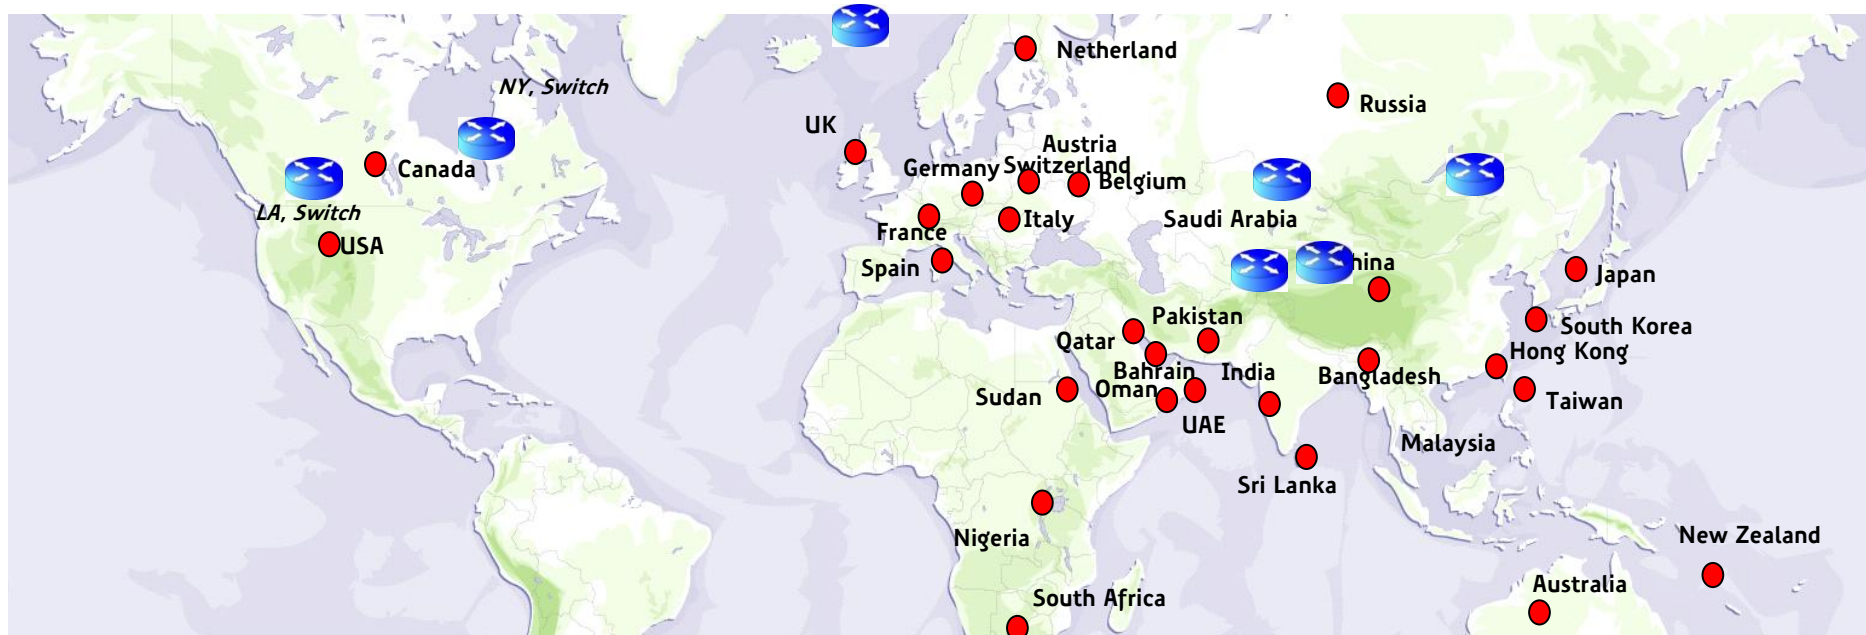 Netherland
NY, Switch
Russia
UK
Austria
Canada
Germany
Switzerland
Belgium
LA, Switch
USA
France
Italy
Saudi Arabia
Spain
hina
Japan
Pakistan
South Korea
Qatar
Hong Kong
Bahrain
India
Bangladesh
Sudan
Oman
Taiwan
UAE
Malaysia
Sri Lanka
Nigeria
New Zealand
Australia
South Africa